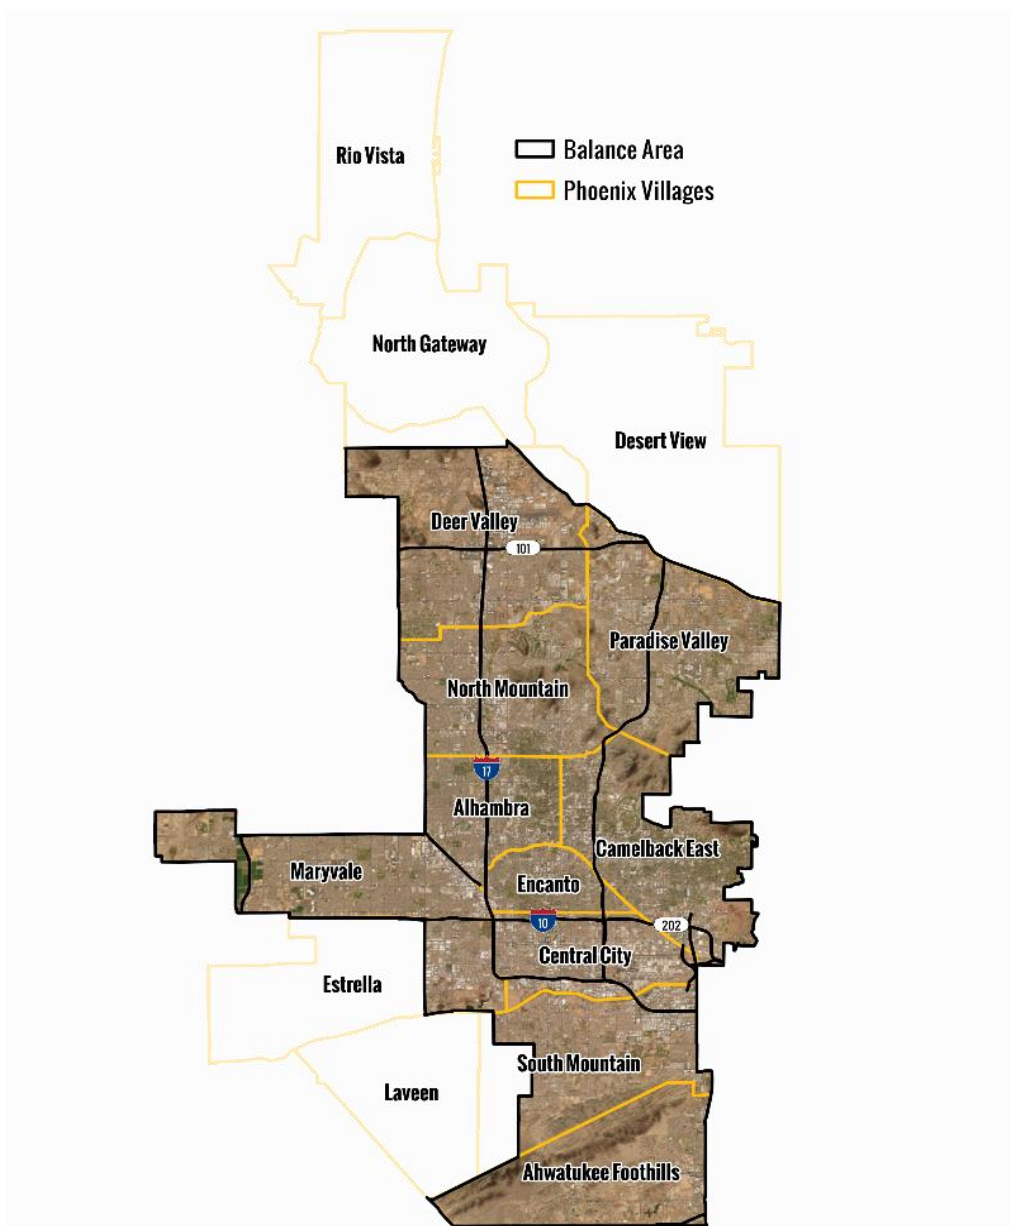 Rio Vista
Balance Area
Phoenix Villages
North Gateway
Desert View
Deer Valley
101
Paradise Valley
North Mountain
17
Alhambra
Camelback East
Maryvale
Encanto
10
202
Central City
Estrella
South Mountain
Laveen
Ahwatukee Foothills